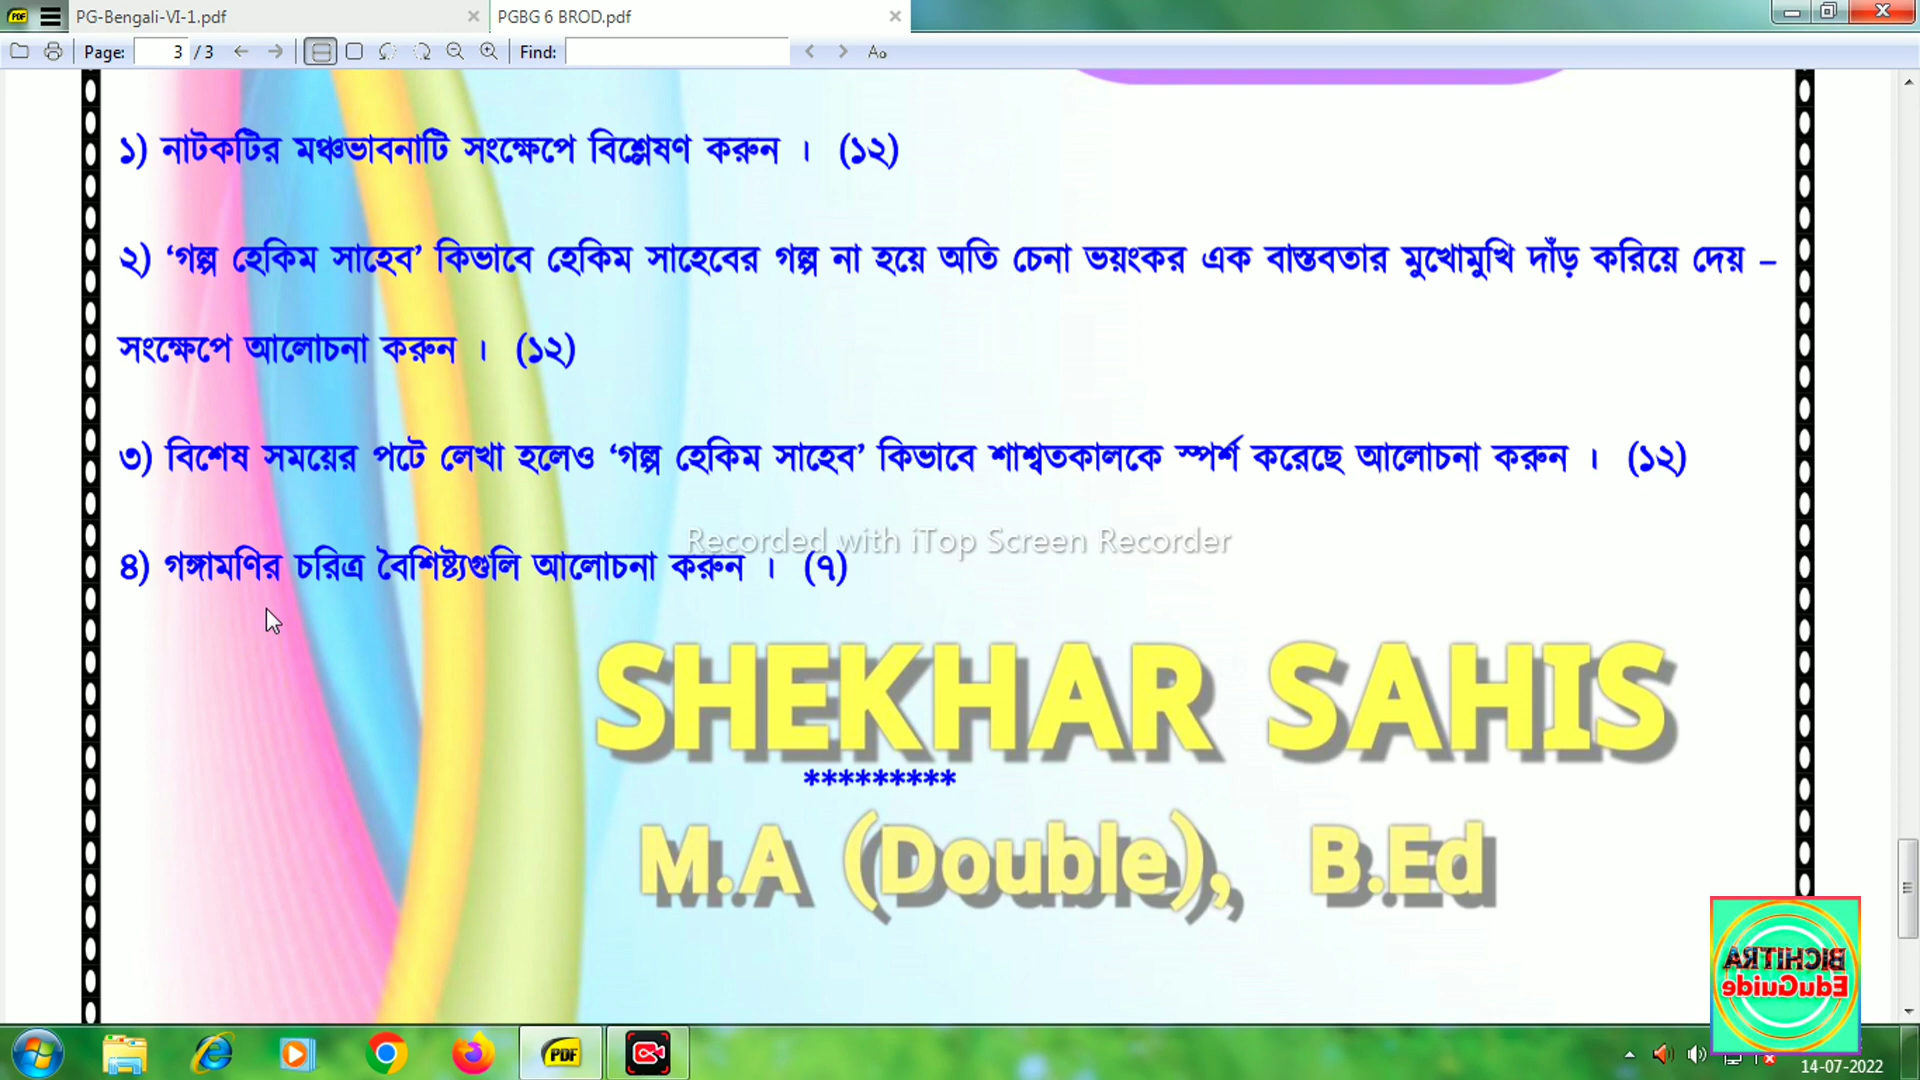 PG-Bengali-VI-1.pdf
PGBG 6 BROD.pdf
Page: 3 / 3 Find:
১) নাটকটির মঞ্চভাবনাটি সংক্ষেপে বিশ্লেষণ করুন । (১২)
২) ‘গল্প হেকিম সাহেব’ কিভাবে হেকিম সাহেবের গল্প না হয়ে অতি চেনা ভয়ংকর এক বাস্তবতার মুখোমুখি দাঁড় করিয়ে দেয় –
সংক্ষেপে আলোচনা করুন । (১২)
৩) বিশেষ সময়ের পটে লেখা হলেও ‘গল্প হেকিম সাহেব’ কিভাবে শাশ্বতকালকে স্পর্শ করেছে আলোচনা করুন । (১২)
Recorded with iTop Screen Recorder
৪) গঙ্গামণির চরিত্র বৈশিষ্ট্যগুলি আলোচনা করুন । (৭)
SHEKHAR SAHIS
*********
M.A (Double), B.Ed
BICHITRA
EduGuide
PDF
14-07-2022